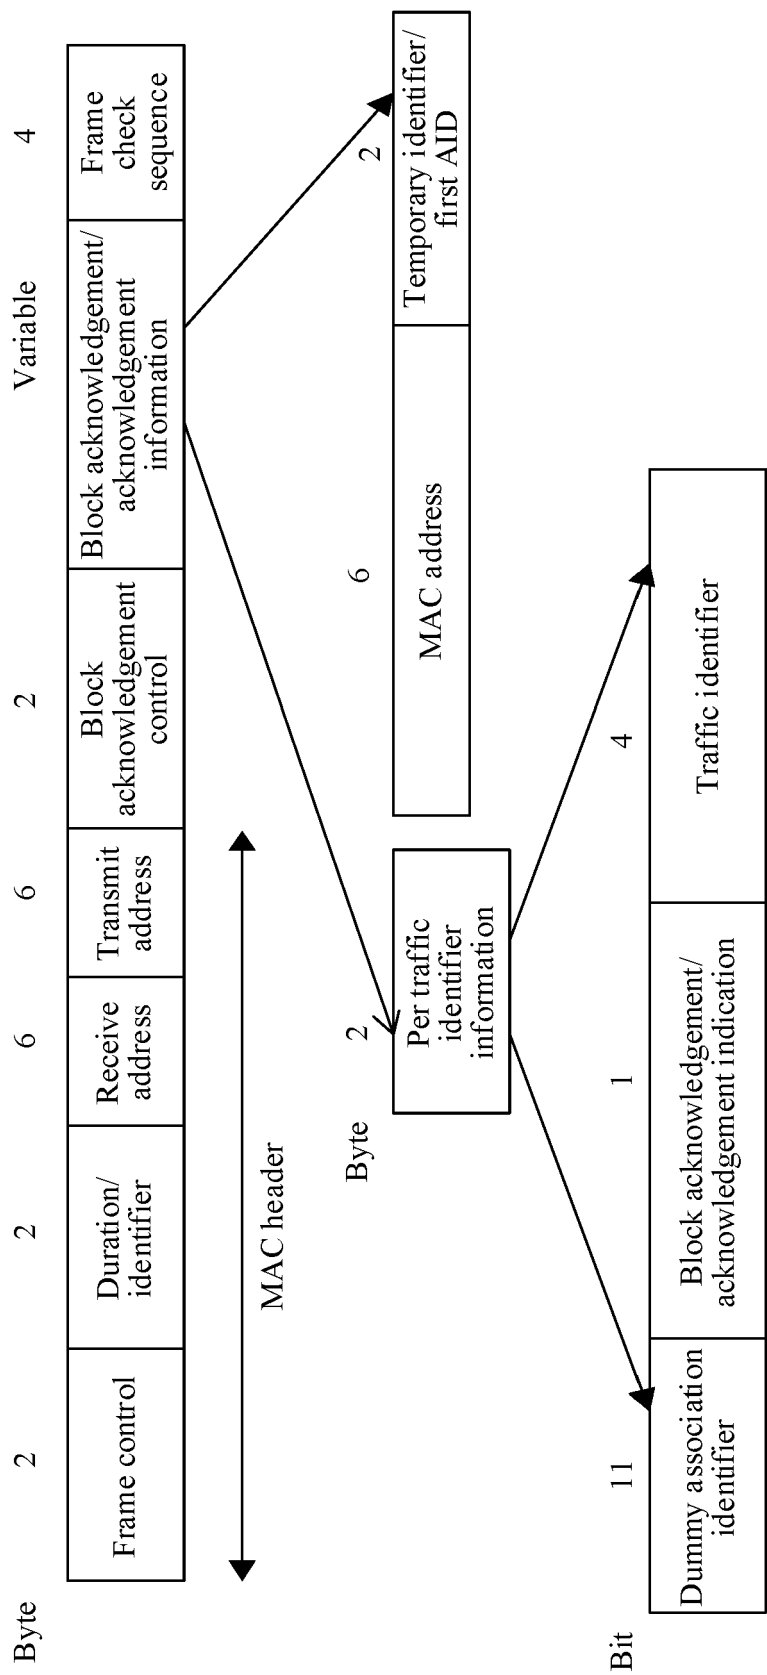 Byte
2
2
6
6
2
Variable
4
Frame control
Duration/
identifier
Receive
address
Transmit
address
Block
acknowledgement
control
Block acknowledgement/
acknowledgement
information
Frame
check
sequence
MAC header
Byte
2
6
2
Per traffic
identifier
information
MAC address
Temporary identifier/
first AID
Bit
11
1
4
Dummy association
identifier
Block acknowledgement/
acknowledgement indication
Traffic identifier